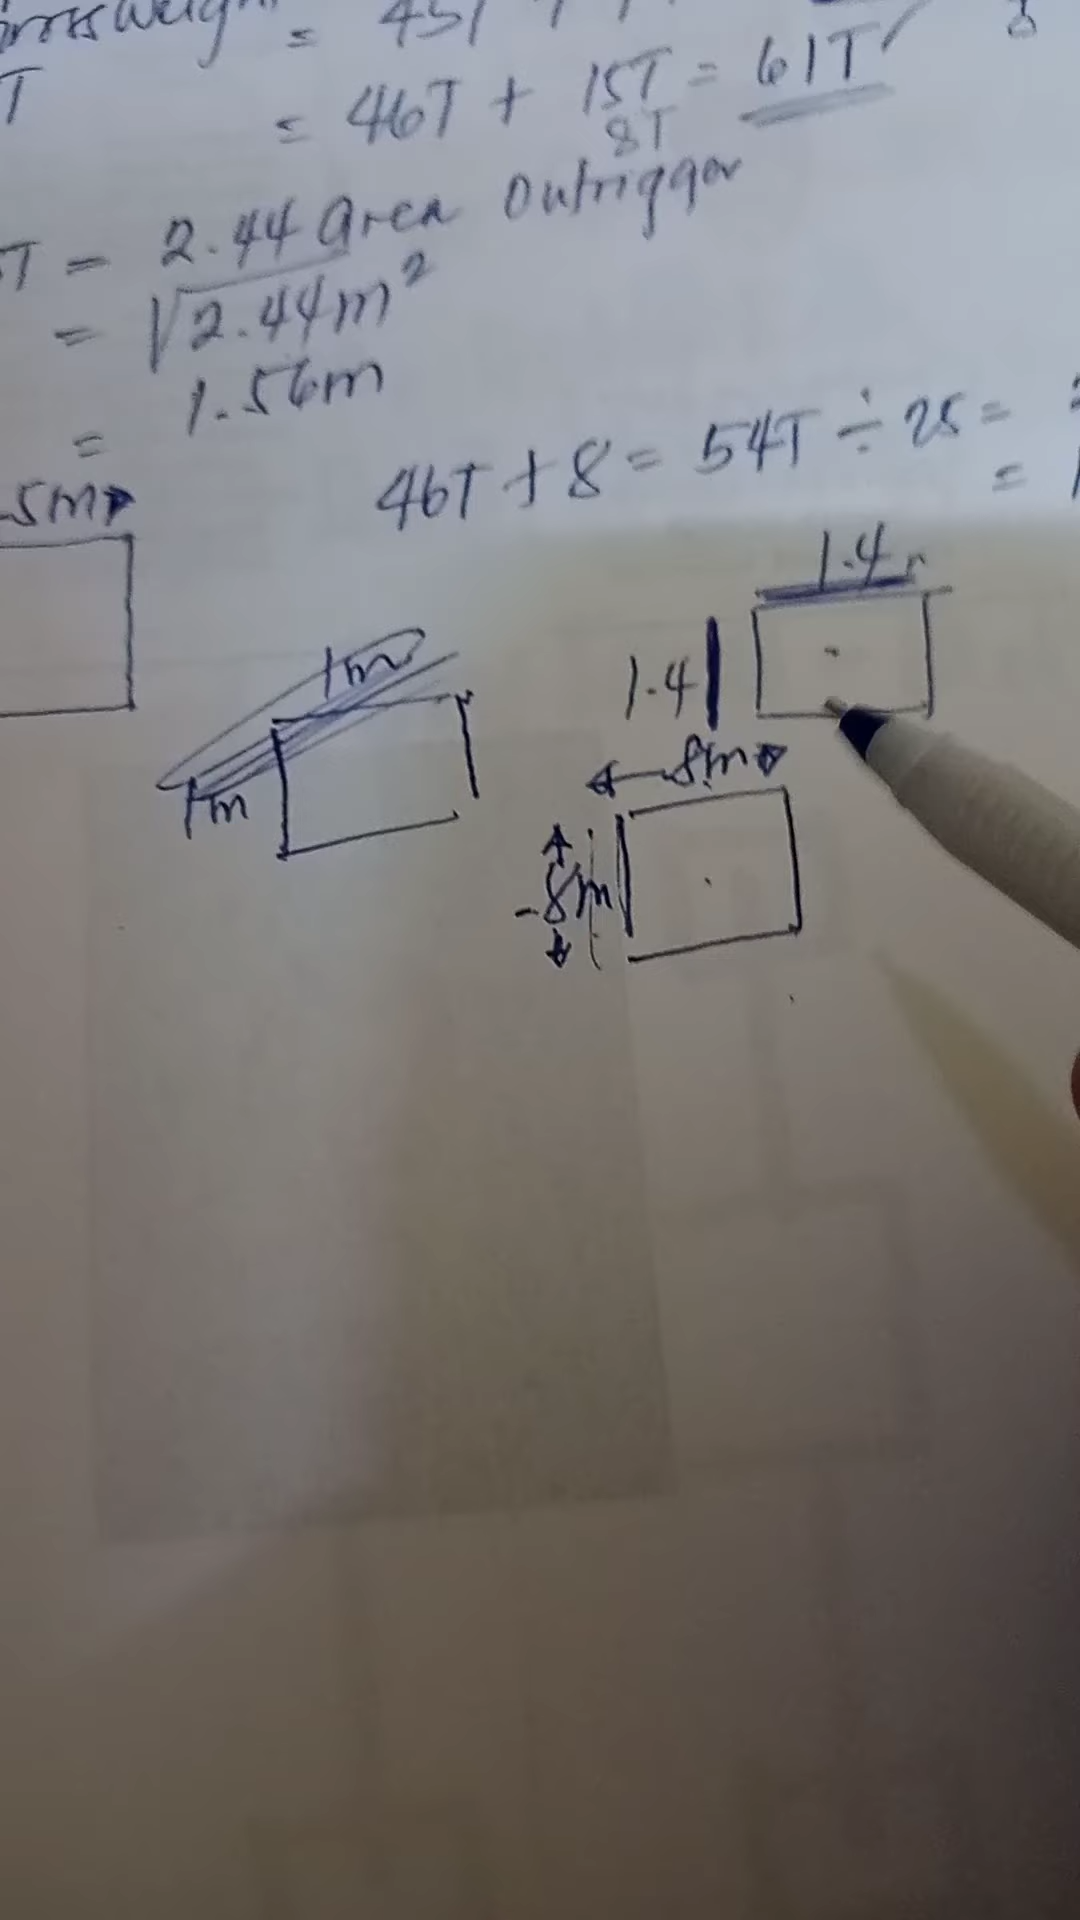 =
T = 46T + 15T = 61T
8T
T = 2.44 area Outrigger
= √2.44m²
= 1.56m
46T + 8 = 54T ÷ 25 =
=
5m
1.4
1m
1.4
1m
.8m
.8m